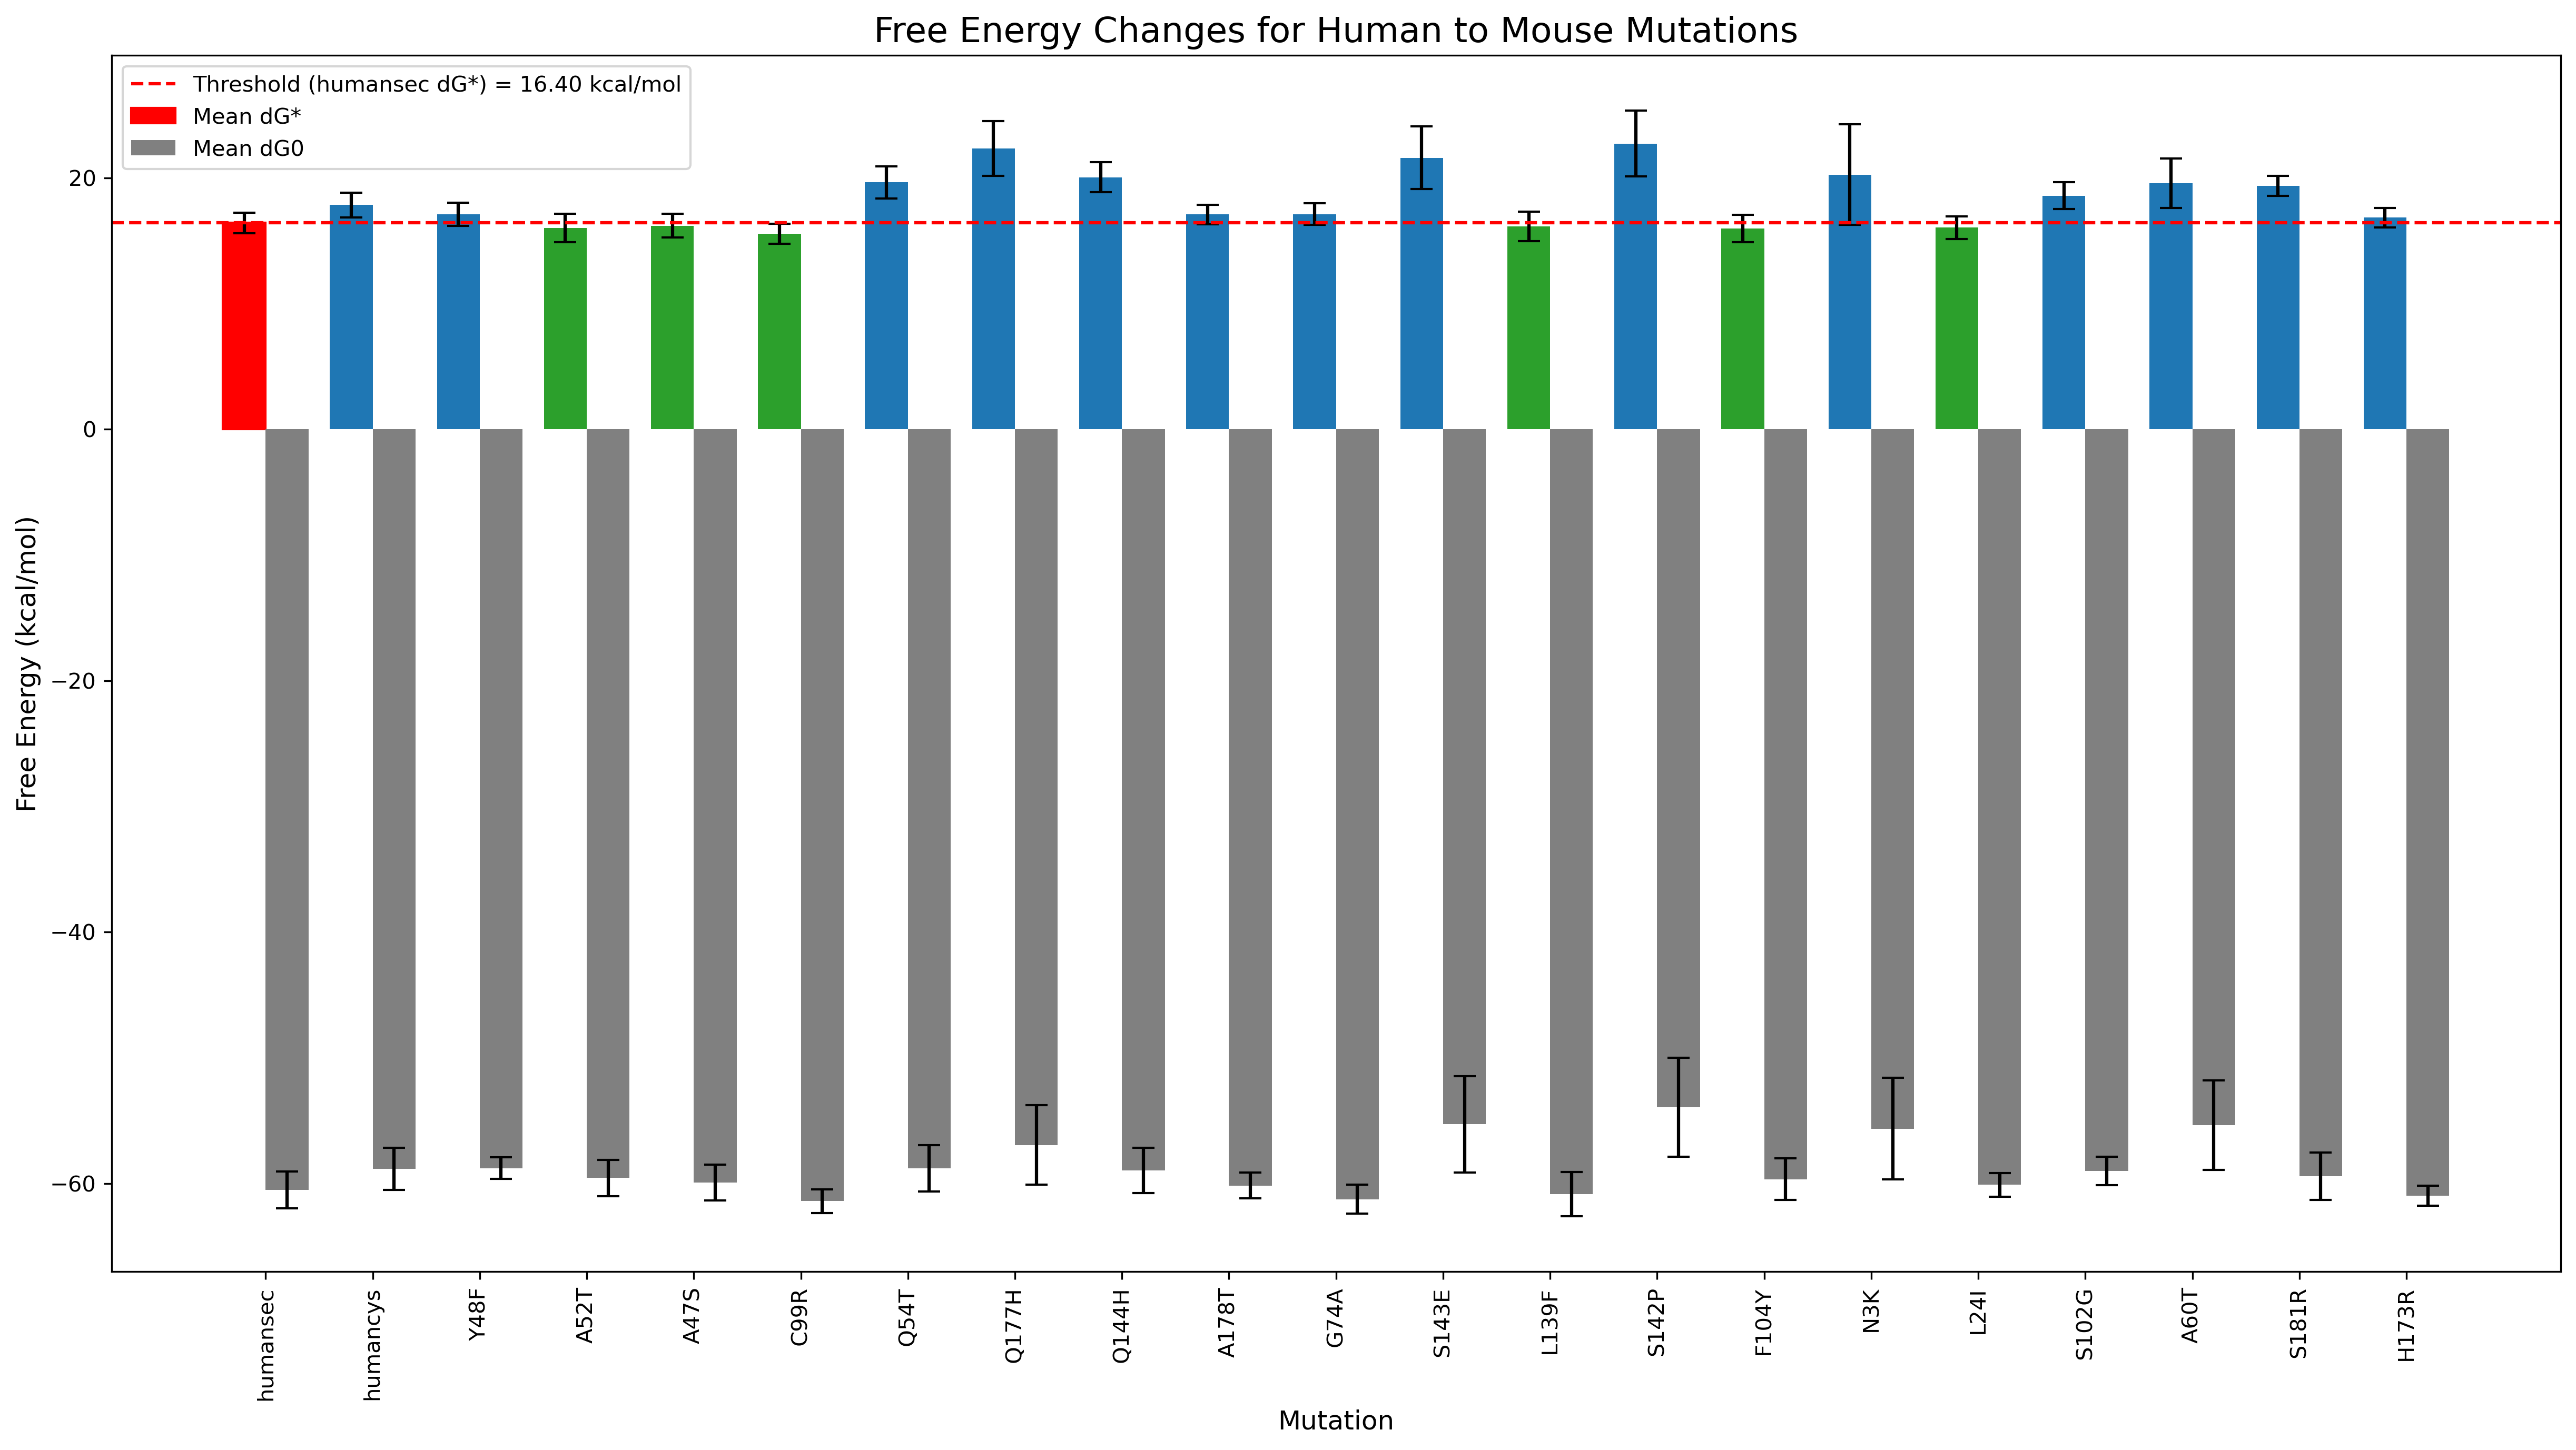 Free Energy Changes for Human to Mouse Mutations
Threshold (humansec dG*) = 16.40 kcal/mol
Mean dG*
Mean dG0
Free Energy (kcal/mol)
20
0
−20
−40
−60
humansec
humancys
Y48F
A52T
A47S
C99R
Q54T
Q177H
Q144H
A178T
G74A
S143E
L139F
S142P
F104Y
N3K
L24I
S102G
A60T
S181R
H173R
Mutation